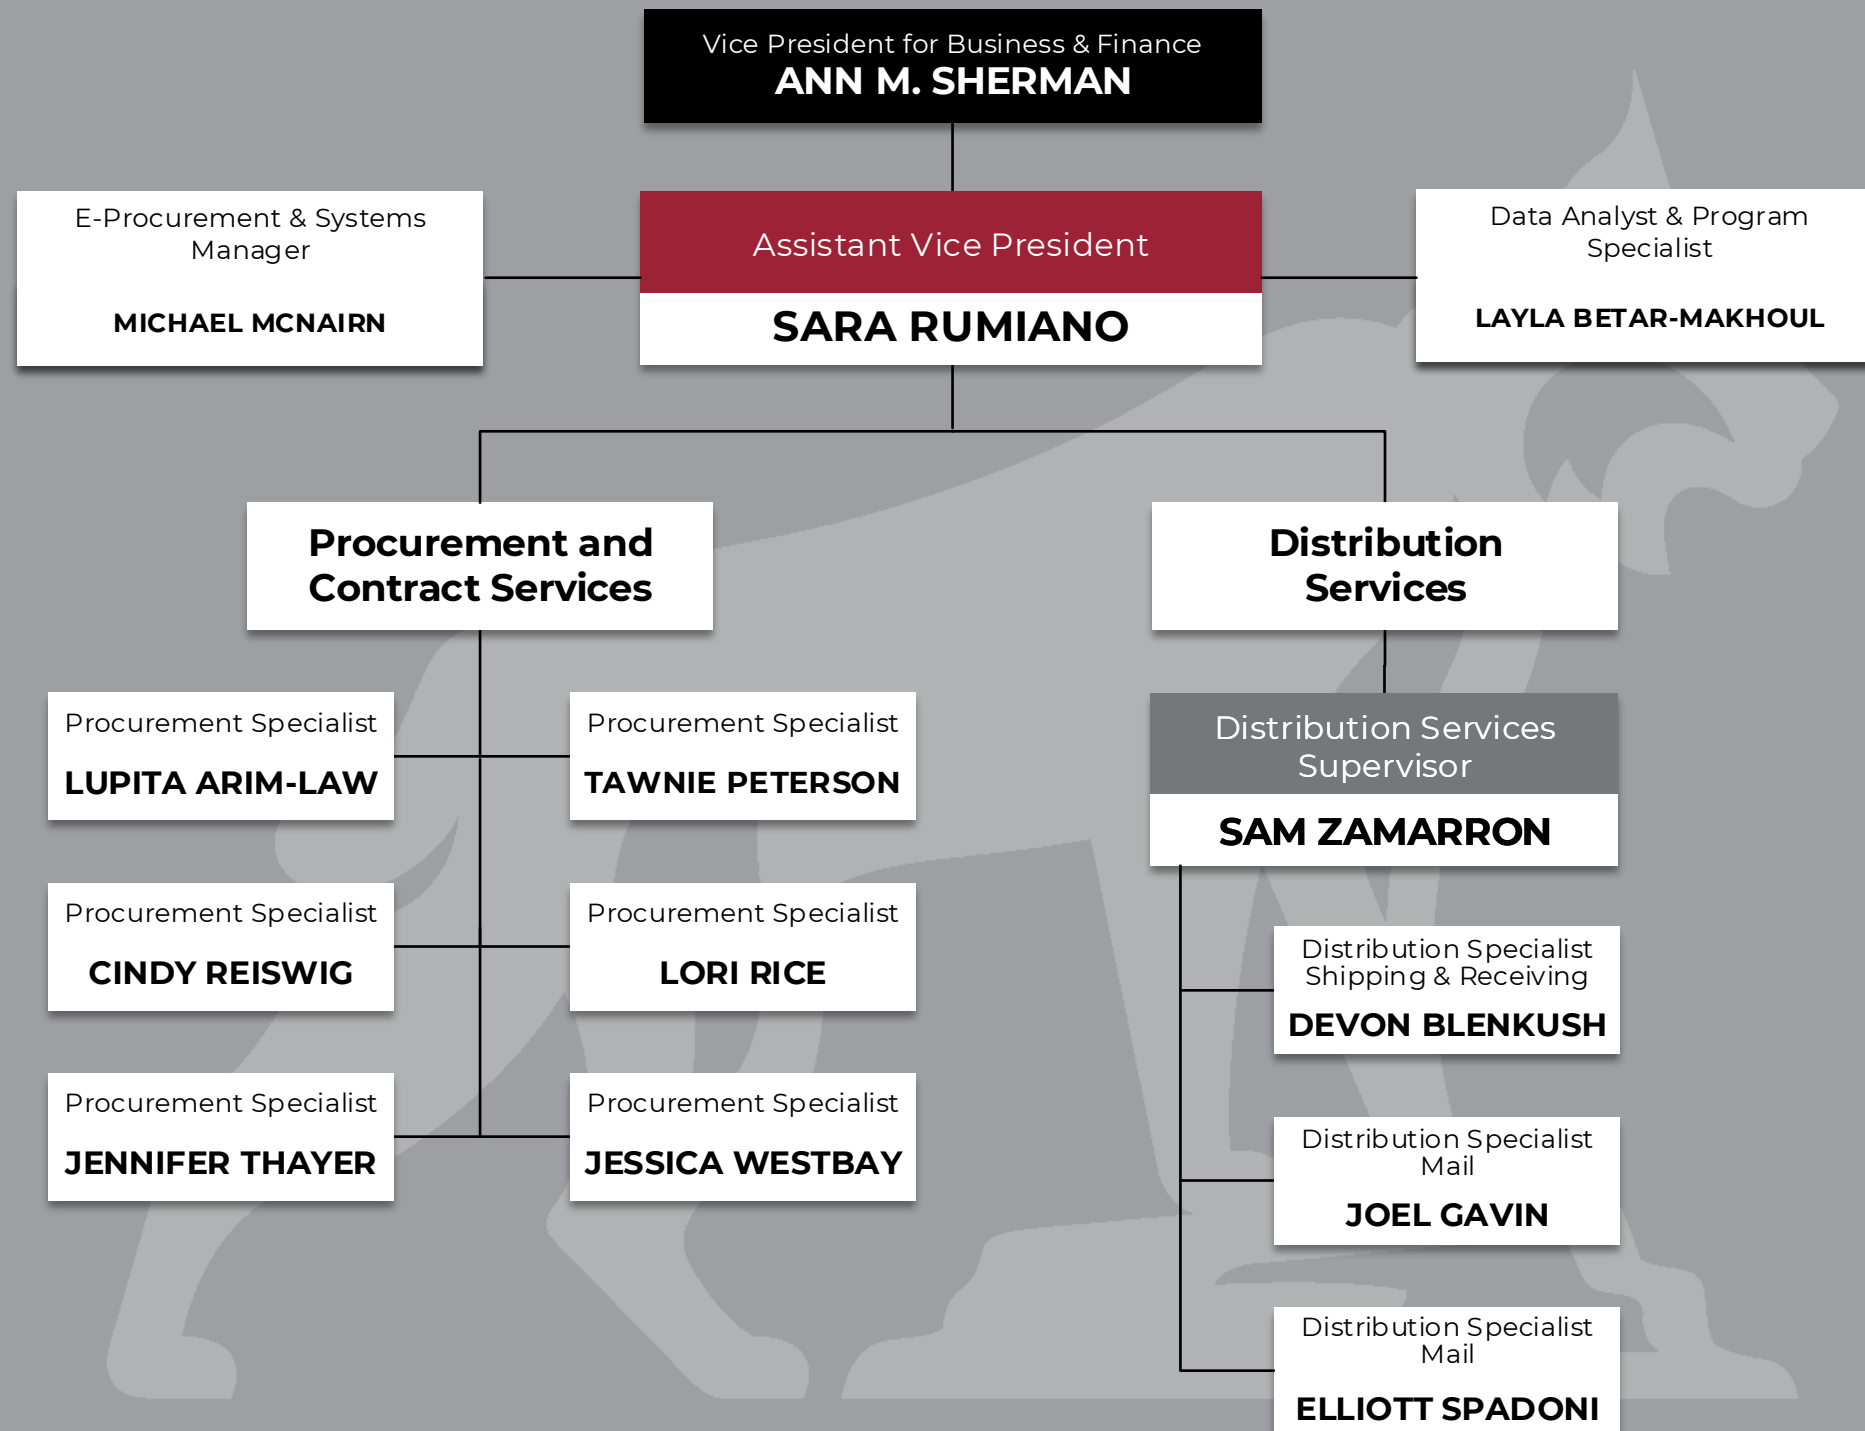 Vice President for Business & Finance
ANN M. SHERMAN
E-Procurement & Systems
Manager
MICHAEL MCNAIRN
Assistant Vice President
SARA RUMIANO
Data Analyst & Program
Specialist
LAYLA BETAR-MAKHOUL
Procurement and
Contract Services
Distribution
Services
Procurement Specialist
LUPITA ARIM-LAW
Procurement Specialist
TAWNIE PETERSON
Procurement Specialist
CINDY REISWIG
Procurement Specialist
LORI RICE
Procurement Specialist
JENNIFER THAYER
Procurement Specialist
JESSICA WESTBAY
Distribution Services
Supervisor
SAM ZAMARRON
Distribution Specialist
Shipping & Receiving
DEVON BLENKUSH
Distribution Specialist
Mail
JOEL GAVIN
Distribution Specialist
Mail
ELLIOTT SPADONI